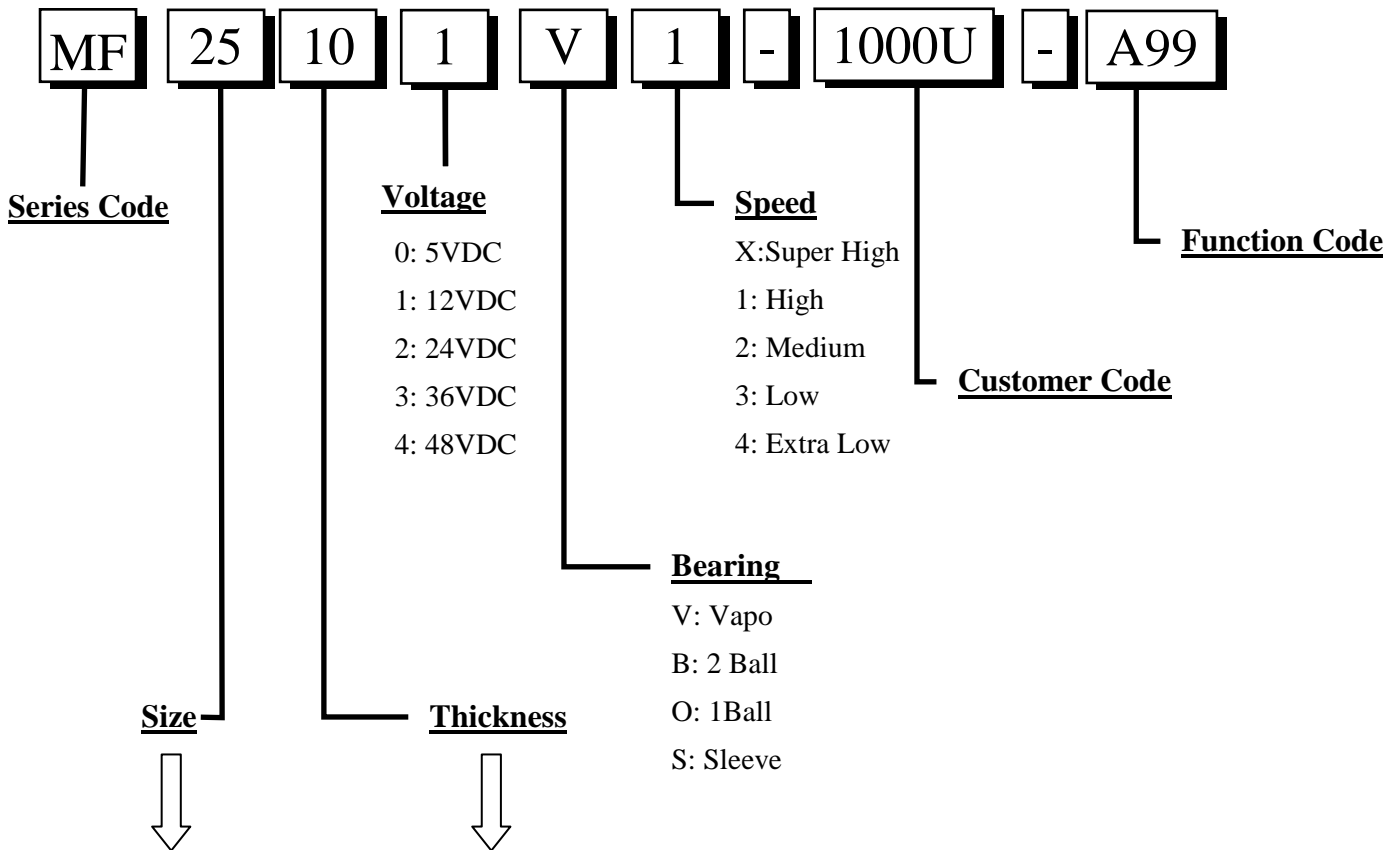 MF 25 10 1 V 1 - 1000U - A99
Series Code
Voltage
0: 5VDC
1: 12VDC
2: 24VDC
3: 36VDC
4: 48VDC
Speed
X:Super High
1: High
2: Medium
3: Low
4: Extra Low
Function Code
Customer Code
Bearing
V: Vapo
B: 2 Ball
O: 1Ball
S: Sleeve
Size
Thickness